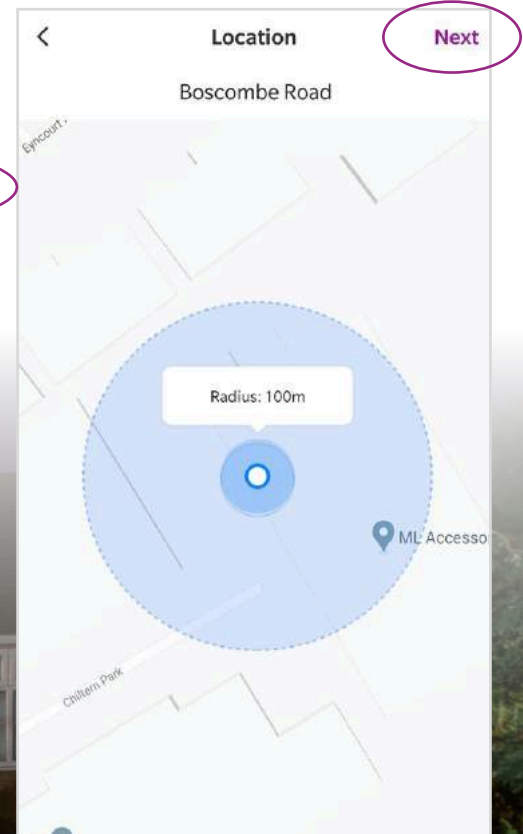 Location
Next
Boscombe Road
Eyncourt
Radius: 100m
ML Accesso
Chiltern Park